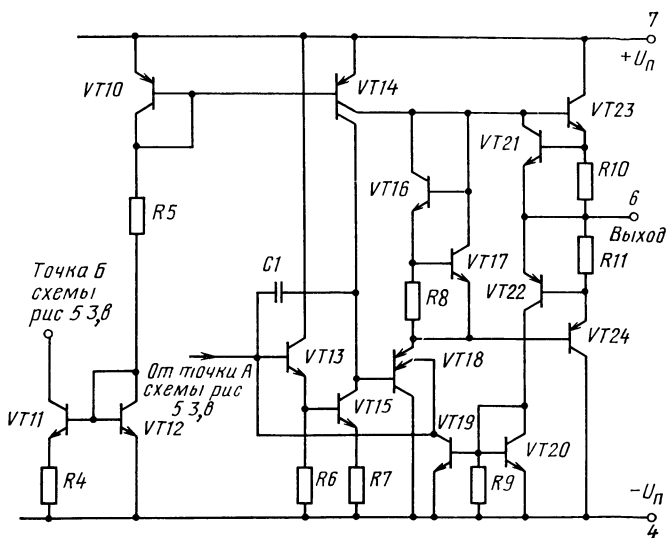 7
+Uп
VT10
VT14
VT23
VT21
R10
VT16
R5
6
Выход
C1
VT17
R11
Точка Б
схемы
рис 5 3,в
R8
VT22
VT24
От точки А
схемы рис
5 3,в
VT13
VT18
VT11
VT12
VT15
VT19
VT20
R4
R6
R7
R9
-Uп
4